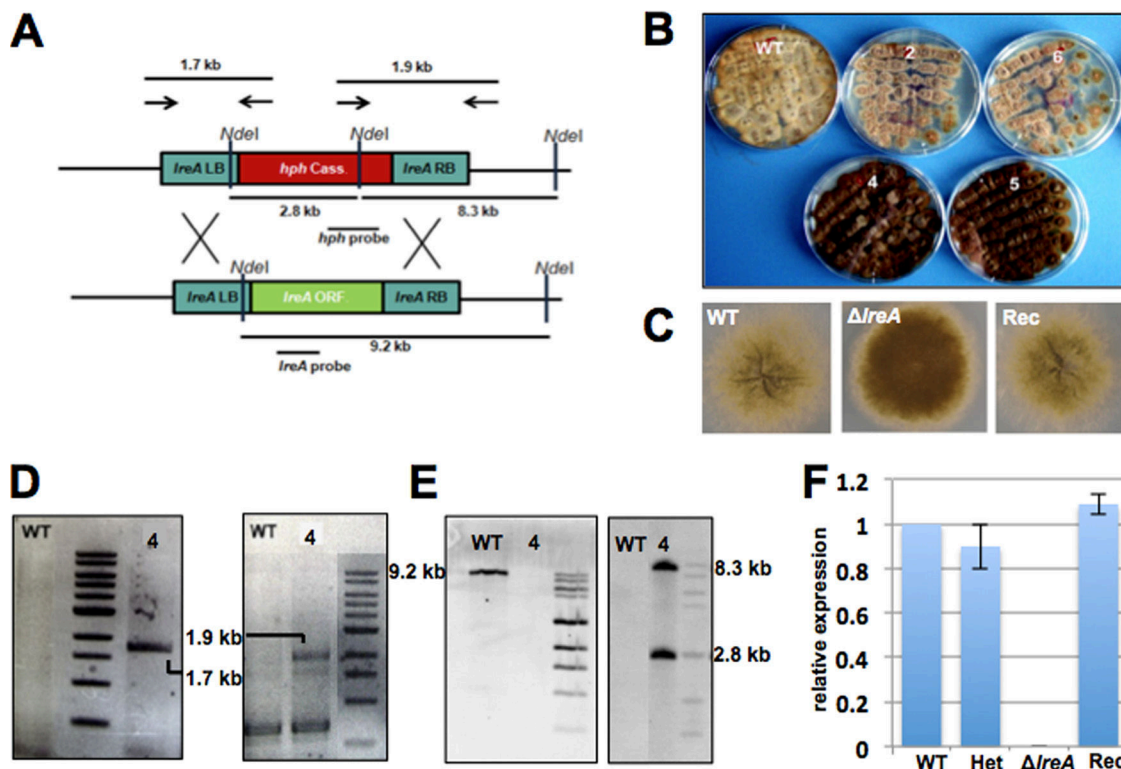 A
1.7 kb
1.9 kb
NdeI
NdeI
NdeI
lreA LB
hph Cass.
lreA RB
2.8 kb
8.3 kb
hph probe
NdeI
NdeI
lreA LB
lreA ORF.
lreA RB
9.2 kb
lreA probe
B
WT
2
6
4
5
C
WT
ΔlreA
Rec
D
WT
4
1.9 kb
1.7 kb
WT
4
E
9.2 kb
WT
4
WT
4
8.3 kb
2.8 kb
F
relative expression
1.2
1
0.8
0.6
0.4
0.2
0
WT
Het
ΔlreA
Rec